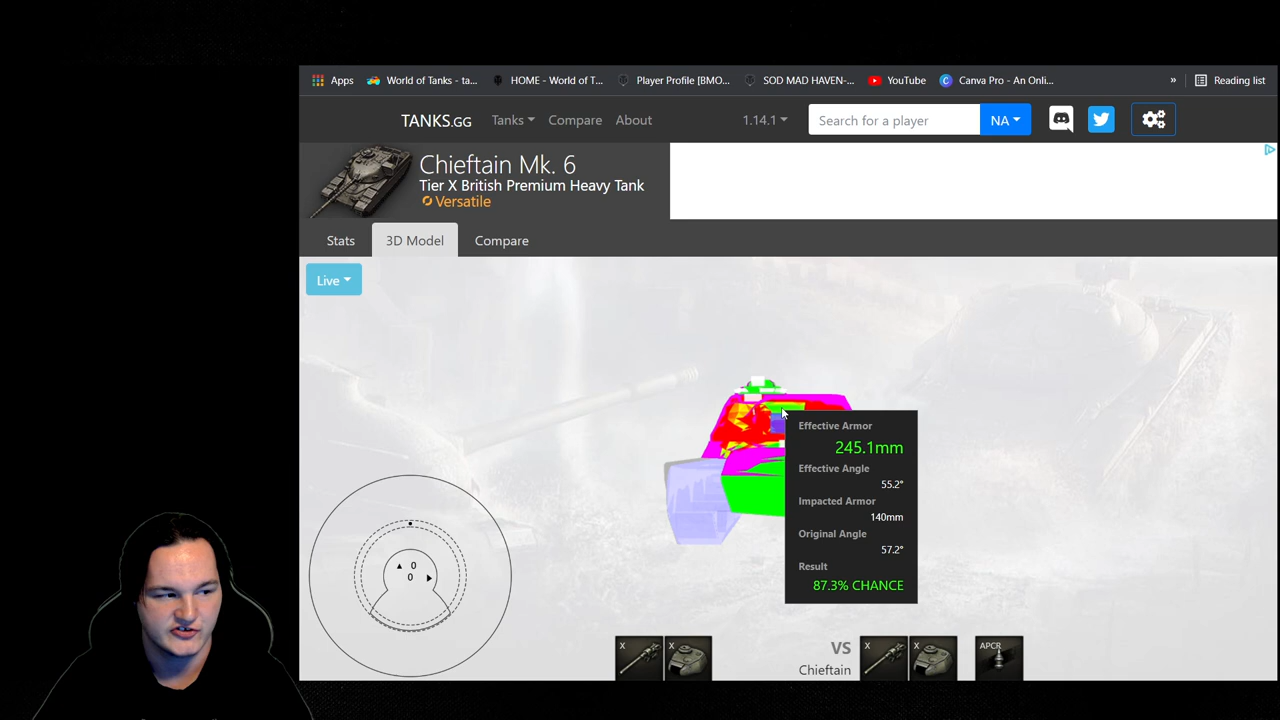 Apps World of Tanks - ta... HOME - World of T... Player Profile [BMO... SOD MAD HAVEN-... YouTube Canva Pro - An Onli... » Reading list
TANKS.GG Tanks Compare About 1.14.1 Search for a player NA
Chieftain Mk. 6
Tier X British Premium Heavy Tank
Versatile
Stats 3D Model Compare
Live
Effective Armor
245.1mm
Effective Angle
55.2°
Impacted Armor
140mm
Original Angle
57.2°
Result
87.3% CHANCE
0
0
X X VS X X APCR
Chieftain